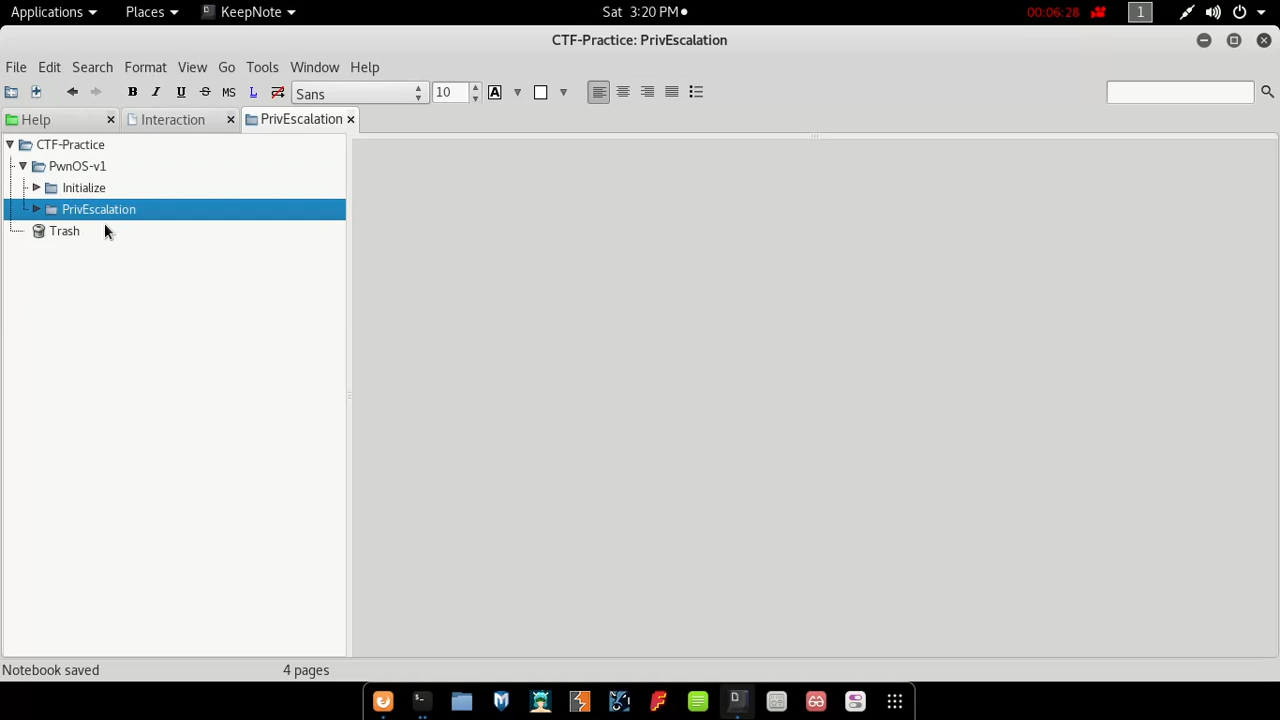 Applications Places KeepNote Sat 3:20 PM 00:06:28 1
CTF-Practice: PrivEscalation
File Edit Search Format View Go Tools Window Help
B I U S MS L Sans 10 A
Help Interaction PrivEscalation
CTF-Practice
PwnOS-v1
Initialize
PrivEscalation
Trash
Notebook saved 4 pages